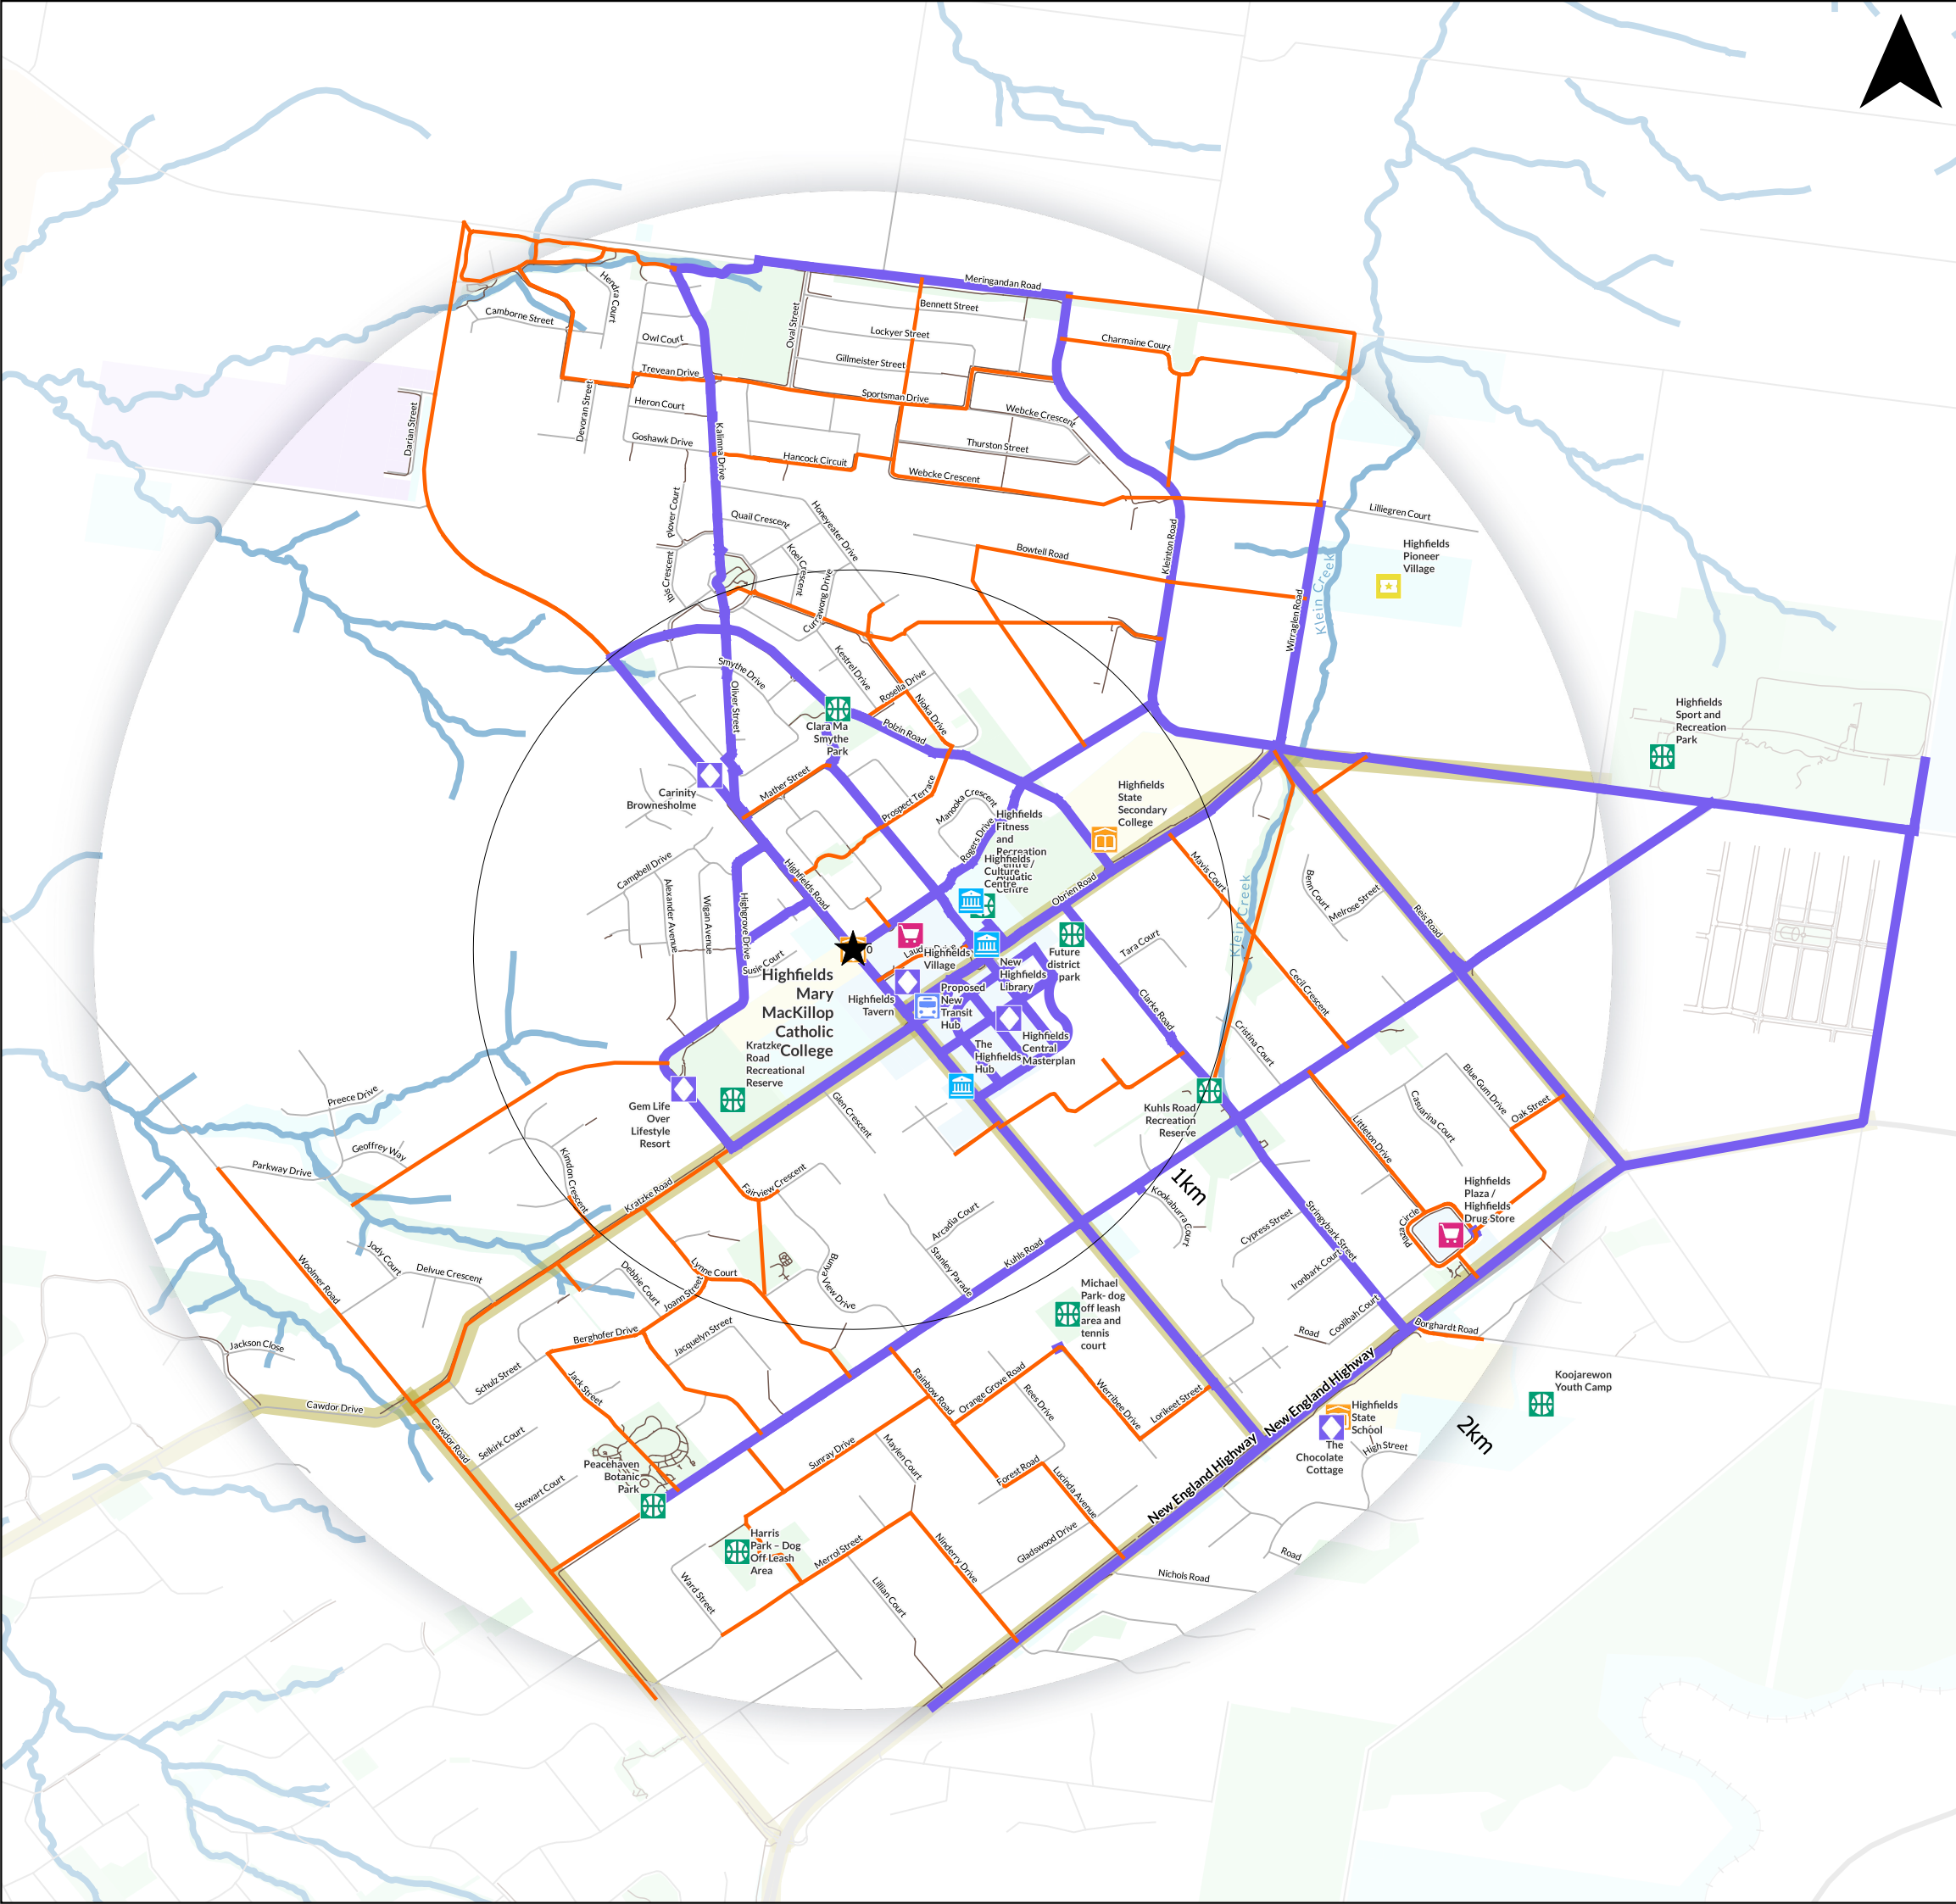 Meringandan Road
Hendra Court
Camborne Street
Oval Street
Bennett Street
Lockyer Street
Gillmeister Street
Charmaine Court
Owl Court
Trevean Drive
Sportsman Drive
Heron Court
Devoran Street
Darian Street
Webcke Crescent
Goshawk Drive
Kalimna Drive
Thurston Street
Hancock Circuit
Webcke Crescent
Plover Court
Quail Crescent
Honeyeater Drive
Lilliegren Court
Koel Crescent
Bowtell Road
Kleinton Road
Highfields
Pioneer
Village
Ibis Crescent
Currawong Drive
Klein Creek
Wirraglen Road
Kestrel Drive
Smythe Drive
Rosella Drive
Oliver Street
Nioka Drive
Clara Ma
Smythe
Park
Polzin Road
Highfields
Sport and
Recreation
Park
Carinity
Brownesholme
Mather Street
Prospect Terrace
Manooka Crescent
Rogers Drive
Highfields
State
Secondary
College
Highfields
Fitness
and
Recreation
Centre /
Aquatic
Centre
Highfields
Culture
Centre
Campbell Drive
Highfields Road
Alexander Avenue
Wigan Avenue
Highgrove Drive
Obrien Road
Mavis Court
Benn Court
Melrose Street
Reis Road
Klein Creek
Susie Court
0
Highfields
Village
Future
district
park
Tara Court
New
Highfields
Library
Highfields
Mary
MacKillop
Catholic
College
Highfields
Tavern
Proposed
New
Transit
Hub
Cecil Crescent
Clarke Road
Cristina Court
Highfields
Central
Masterplan
The
Highfields
Hub
Kratzke
Road
Recreational
Reserve
Gem Life
Over
Lifestyle
Resort
Glen Crescent
Kuhls Road
Recreation
Reserve
Blue Gum Drive
Casuarina Court
Oak Street
Littleton Drive
Preece Drive
Geoffrey Way
Parkway Drive
Kindon Crescent
Kratzke Road
Fairview Crescent
1km
Kookaburra Court
Highfields
Plaza /
Highfields
Drug Store
Plaza Circle
Stringybark Street
Cypress Street
Ironbark Court
Arcadia Court
Stanley Parade
Kuhls Road
Bunya View Drive
Lynne Court
Debbie Court
Joann Street
Jody Court
Delvue Crescent
Woolmer Road
Jackson Close
Berghofer Drive
Jacquelyn Street
Michael
Park- dog
off leash
area and
tennis
court
Road
Coolibah Court
Borghardt Road
Schulz Street
Jack Street
Rainbow Road
Orange Grove Road
Rees Drive
Werribee Drive
Lorikeet Street
New England Highway
Koojarewon
Youth Camp
Highfields
State
School
The
Chocolate
Cottage
High Street
2km
Cawdor Drive
Cawdor Road
Selkirk Court
Stewart Court
Peacehaven
Botanic
Park
Sunray Drive
Maylen Court
Forest Road
Lucinda Avenue
New England Highway
Harris
Park – Dog
Off Leash
Area
Merrol Street
Ninderry Drive
Gladswood Drive
Ward Street
Lillian Court
Nichols Road
Road